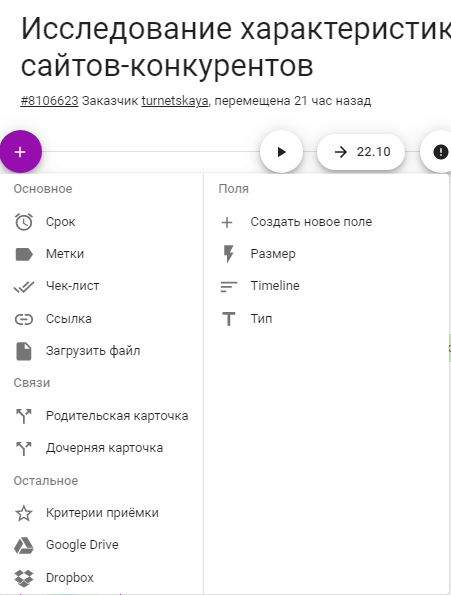 Исследование характеристик
сайтов-конкурентов
#8106623 Заказчик turnetskaya, перемещена 21 час назад
22.10
Основное
Срок
Метки
Чек-лист
Ссылка
Загрузить файл
Связи
Родительская карточка
Дочерняя карточка
Остальное
Критерии приёмки
Google Drive
Dropbox
Поля
Создать новое поле
Размер
Timeline
Тип